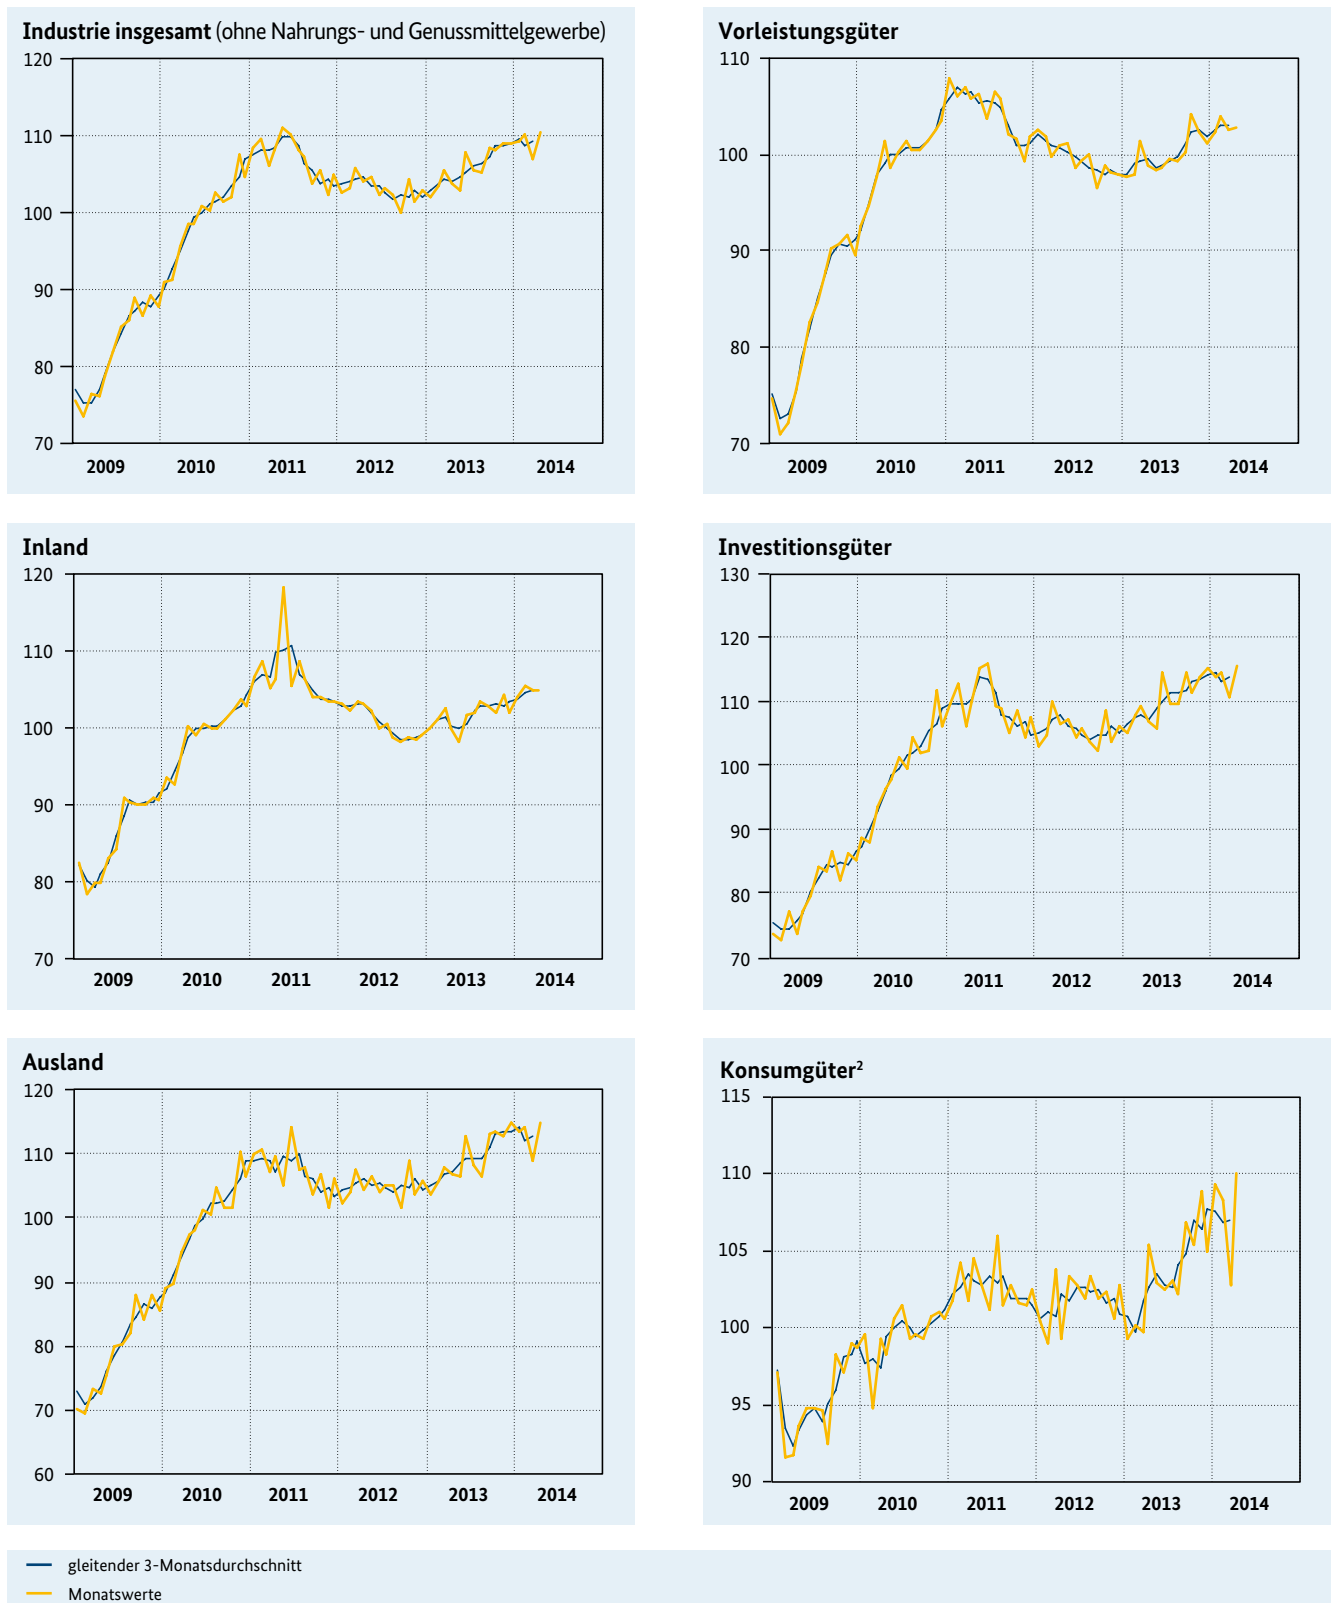 Industrie insgesamt (ohne Nahrungs- und Genussmittelgewerbe)
120
110
100
90
80
70
2009 2010 2011 2012 2013 2014
Vorleistungsgüter
110
100
90
80
70
2009 2010 2011 2012 2013 2014
Inland
120
110
100
90
80
70
2009 2010 2011 2012 2013 2014
Investitionsgüter
130
120
110
100
90
80
70
2009 2010 2011 2012 2013 2014
Ausland
120
110
100
90
80
70
60
2009 2010 2011 2012 2013 2014
Konsumgüter²
115
110
105
100
95
90
2009 2010 2011 2012 2013 2014
gleitender 3-Monatsdurchschnitt
Monatswerte